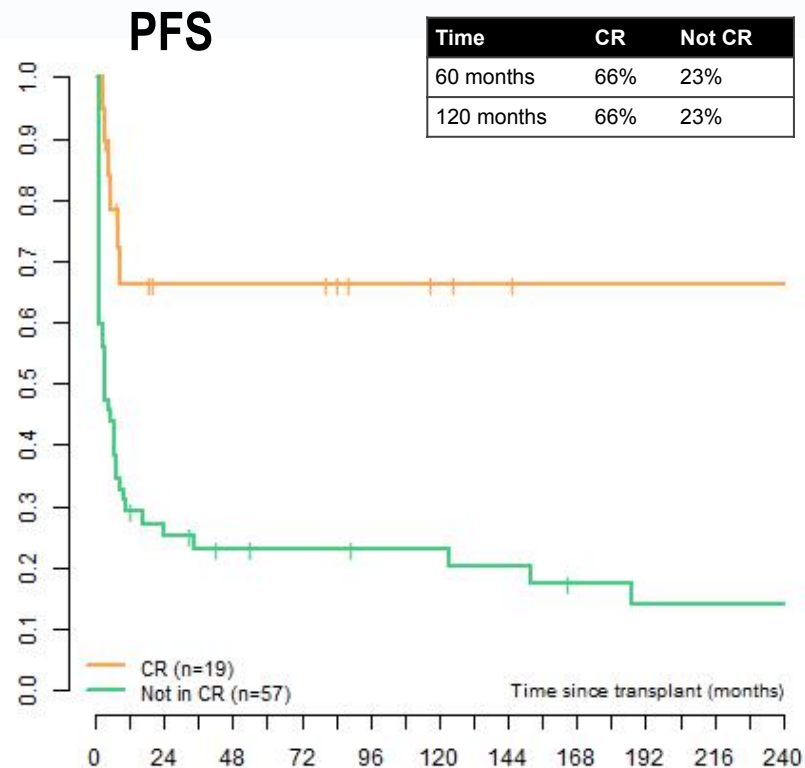 PFS
Time CR Not CR
60 months 66% 23%
120 months 66% 23%
1.0
0.9
0.8
0.7
0.6
0.5
0.4
0.3
0.2
0.1
0.0
CR (n=19)
Not in CR (n=57)
Time since transplant (months)
0 24 48 72 96 120 144 168 192 216 240